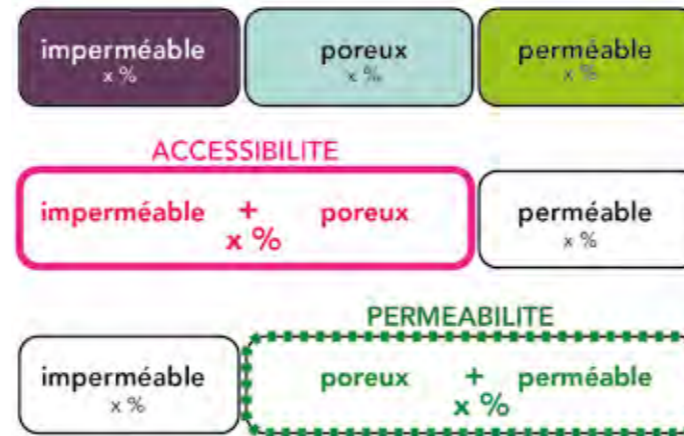 imperméable poreux perméable
x % x % x %
ACCESSIBILITE
imperméable + poreux perméable
x % x %
PERMEABILITE
imperméable poreux + perméable
x % x %